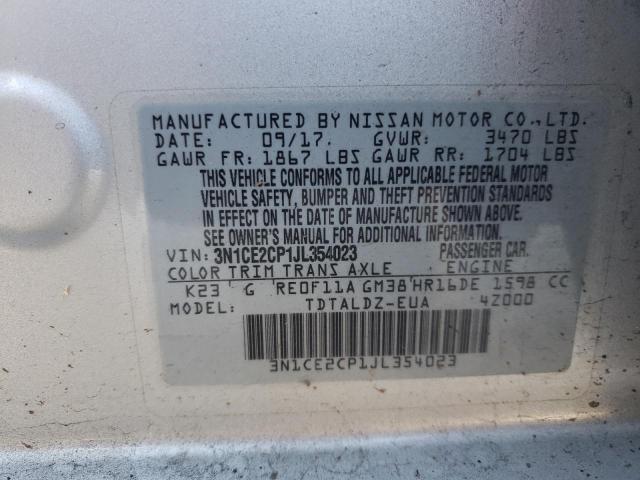 MANUFACTURED BY NISSAN MOTOR CO.,LTD.
DATE: 09/17. GVWR: 3470 LBS
GAWR FR: 1867 LBS GAWR RR: 1704 LBS
THIS VEHICLE CONFORMS TO ALL APPLICABLE FEDERAL MOTOR
VEHICLE SAFETY, BUMPER, AND THEFT PREVENTION STANDARDS
IN EFFECT ON THE DATE OF MANUFACTURE SHOWN ABOVE.
SEE OWNER'S MANUAL FOR ADDITIONAL INFORMATION.
VIN: 3N1CE2CP1JL354023 PASSENGER CAR.
COLOR TRIM TRANS AXLE ENGINE
K23 G RE0F11A GM38 HR16DE 1598 CC
MODEL: TDTALDZ-EUA 4Z000
3N1CE2CP1JL354023